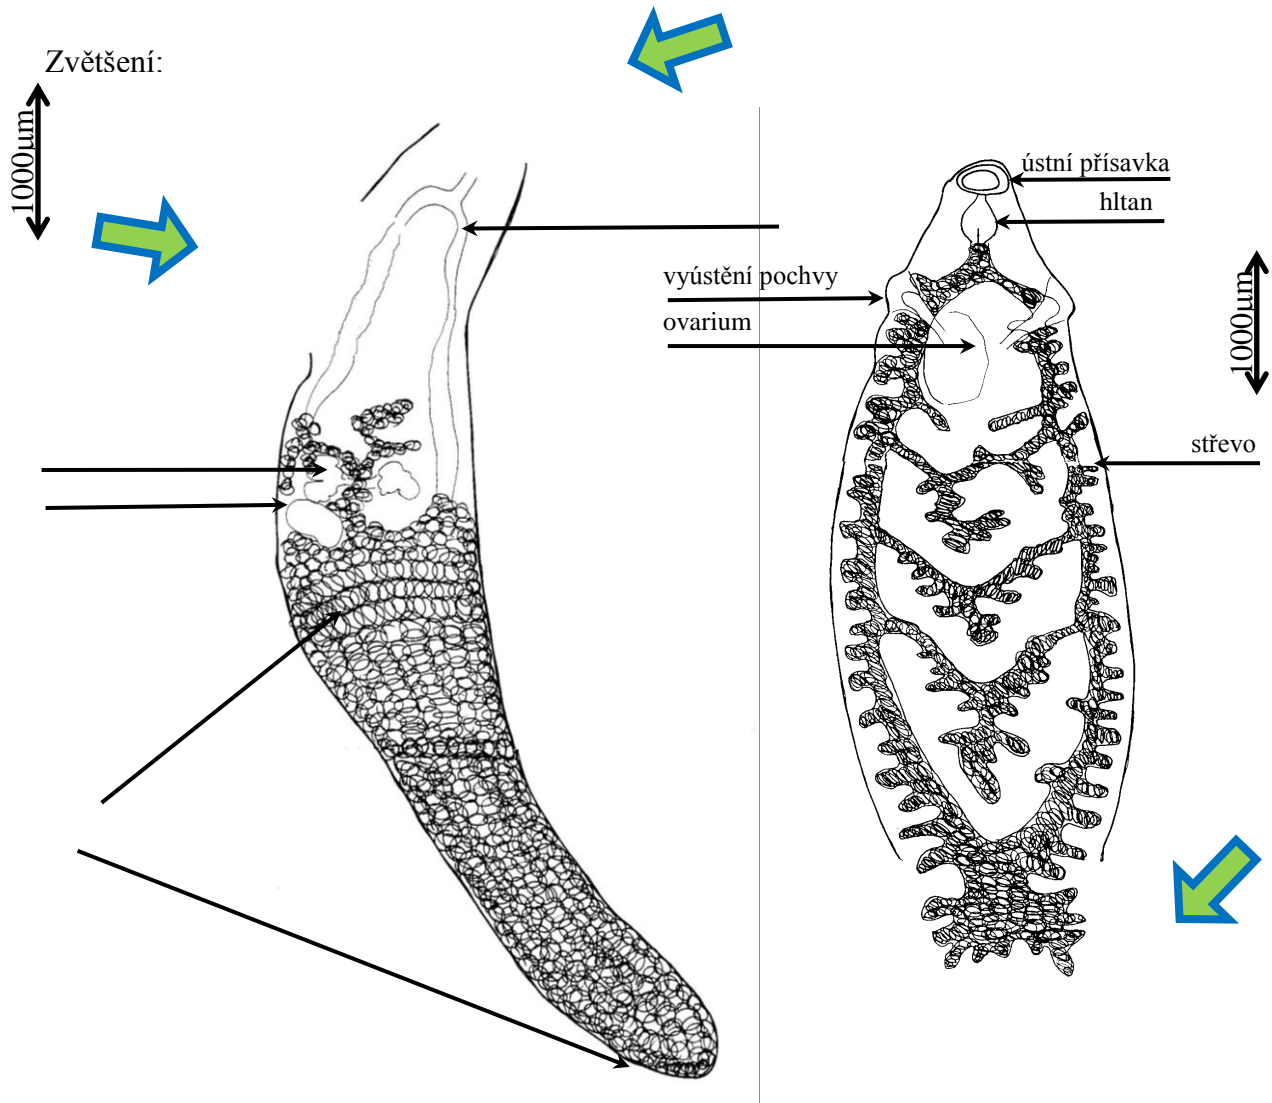 Zvětšení:
1000µm
ústní přísavka
hltan
vyústění pochvy
ovarium
1000µm
střevo